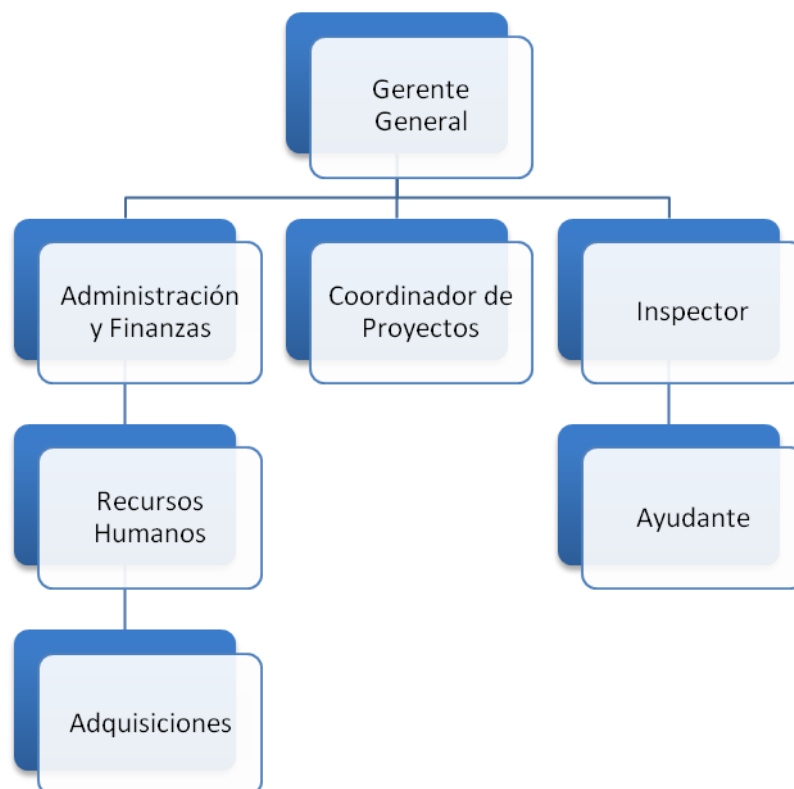 Gerente
General
Administración
y Finanzas
Coordinador de
Proyectos
Inspector
Recursos
Humanos
Ayudante
Adquisiciones